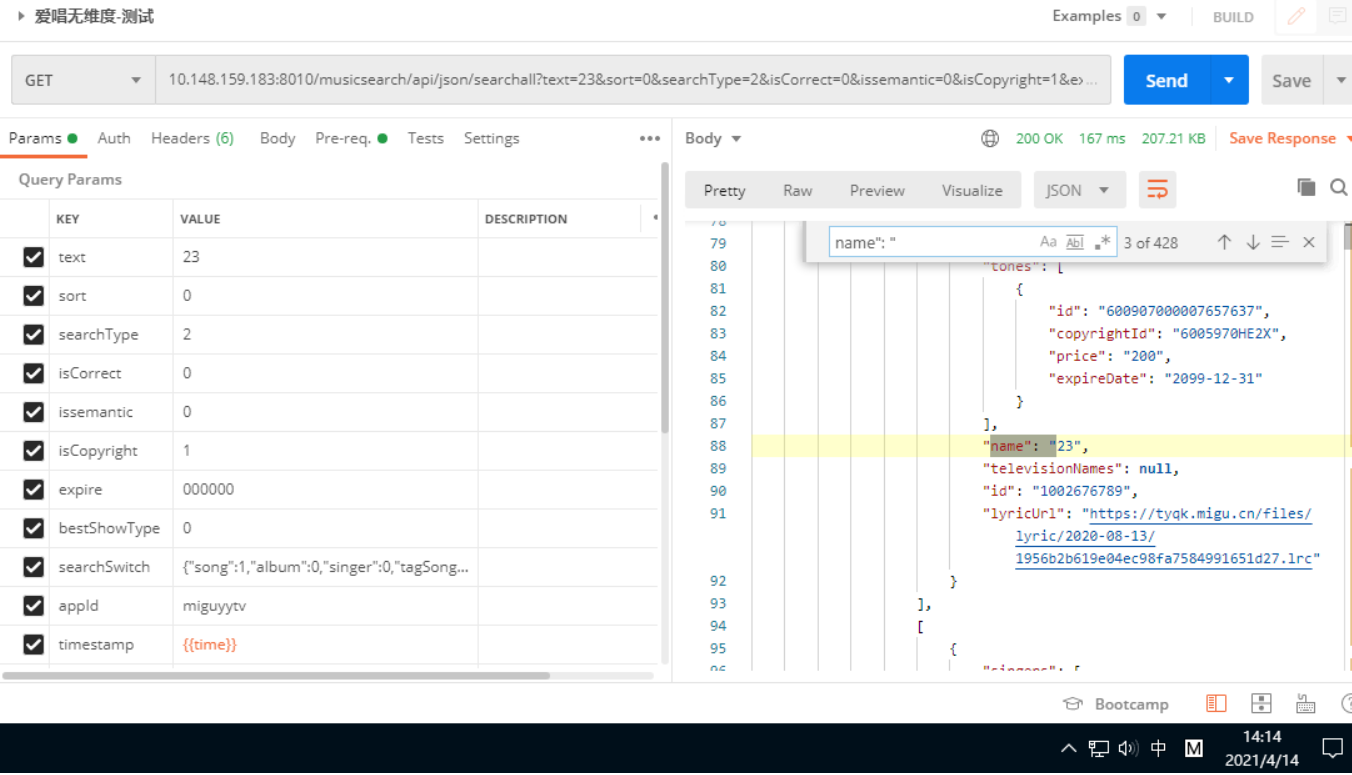 爱唱无维度-测试
Examples 0
BUILD
GET
10.148.159.183:8010/musicsearch/api/json/searchall?text=23&sort=0&searchType=2&isCorrect=0&issemantic=0&isCopyright=1&ex...
Send
Save
Params
Auth
Headers (6)
Body
Pre-req.
Tests
Settings
Query Params
KEY VALUE DESCRIPTION
text 23
sort 0
searchType 2
isCorrect 0
issemantic 0
isCopyright 1
expire 000000
bestShowType 0
searchSwitch {"song":1,"album":0,"singer":0,"tagSong...
appId miguyytv
timestamp {{time}}
Body
200 OK 167 ms 207.21 KB Save Response
Pretty Raw Preview Visualize JSON
name": " Aa Abl .* 3 of 428
78
79
80 "tones": [
81 {
82 "id": "600907000007657637",
83 "copyrightId": "6005970HE2X",
84 "price": "200",
85 "expireDate": "2099-12-31"
86 }
87 ],
88 "name": "23",
89 "televisionNames": null,
90 "id": "1002676789",
91 "lyricUrl": "https://tyqk.migu.cn/files/
lyric/2020-08-13/
1956b2b619e04ec98fa7584991651d27.lrc"
92 }
93 ],
94 [
95 {
96 "singers": [
Bootcamp
中 M
14:14
2021/4/14